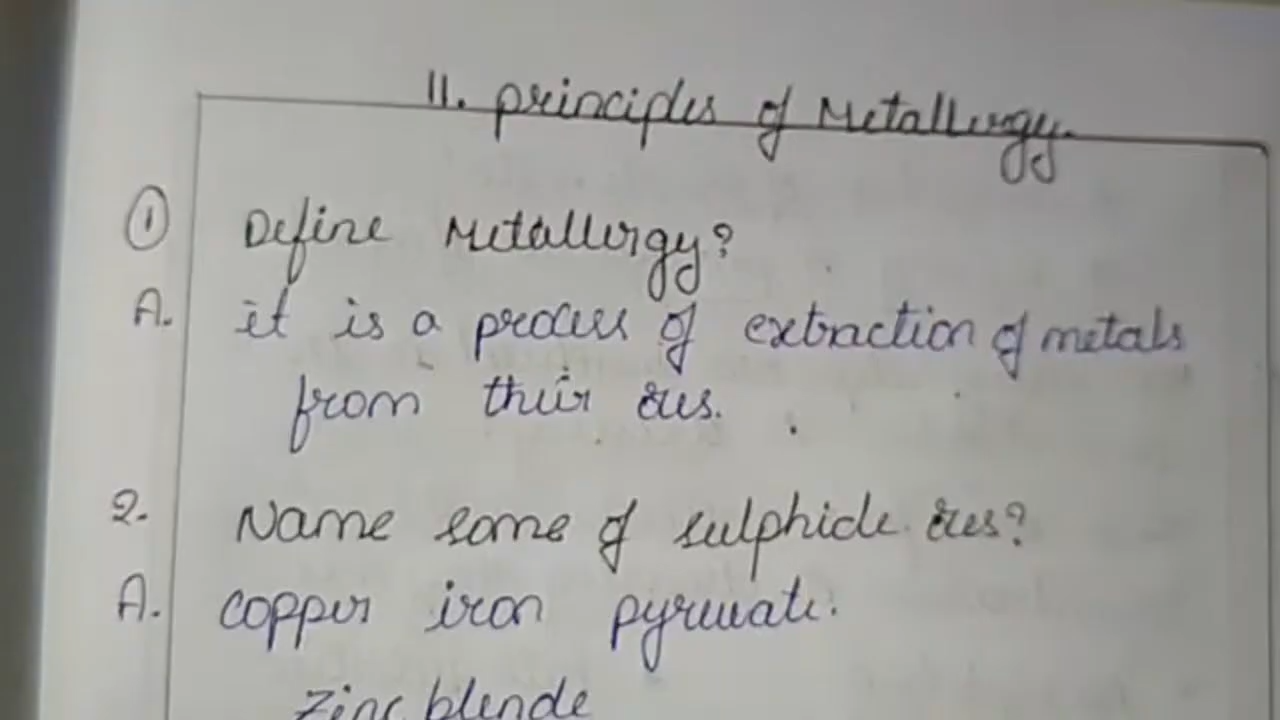 11. principles of Metallurgy.
① Define Metallurgy?
A. it is a process of extraction of metals
from their ores.
2. Name some of sulphide ores?
A. copper iron pyruwate.
zinc blende